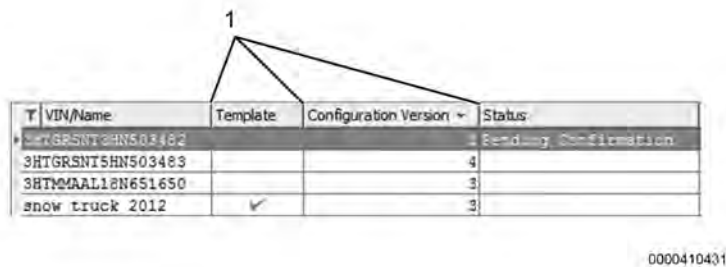 1
VIN/Name Template Configuration Version Status
Pending Confirmation
3HTGRSNT5HN503483 4
3HTMMAAL18N651650 3
snow truck 2012 ✓ 3
0000410431